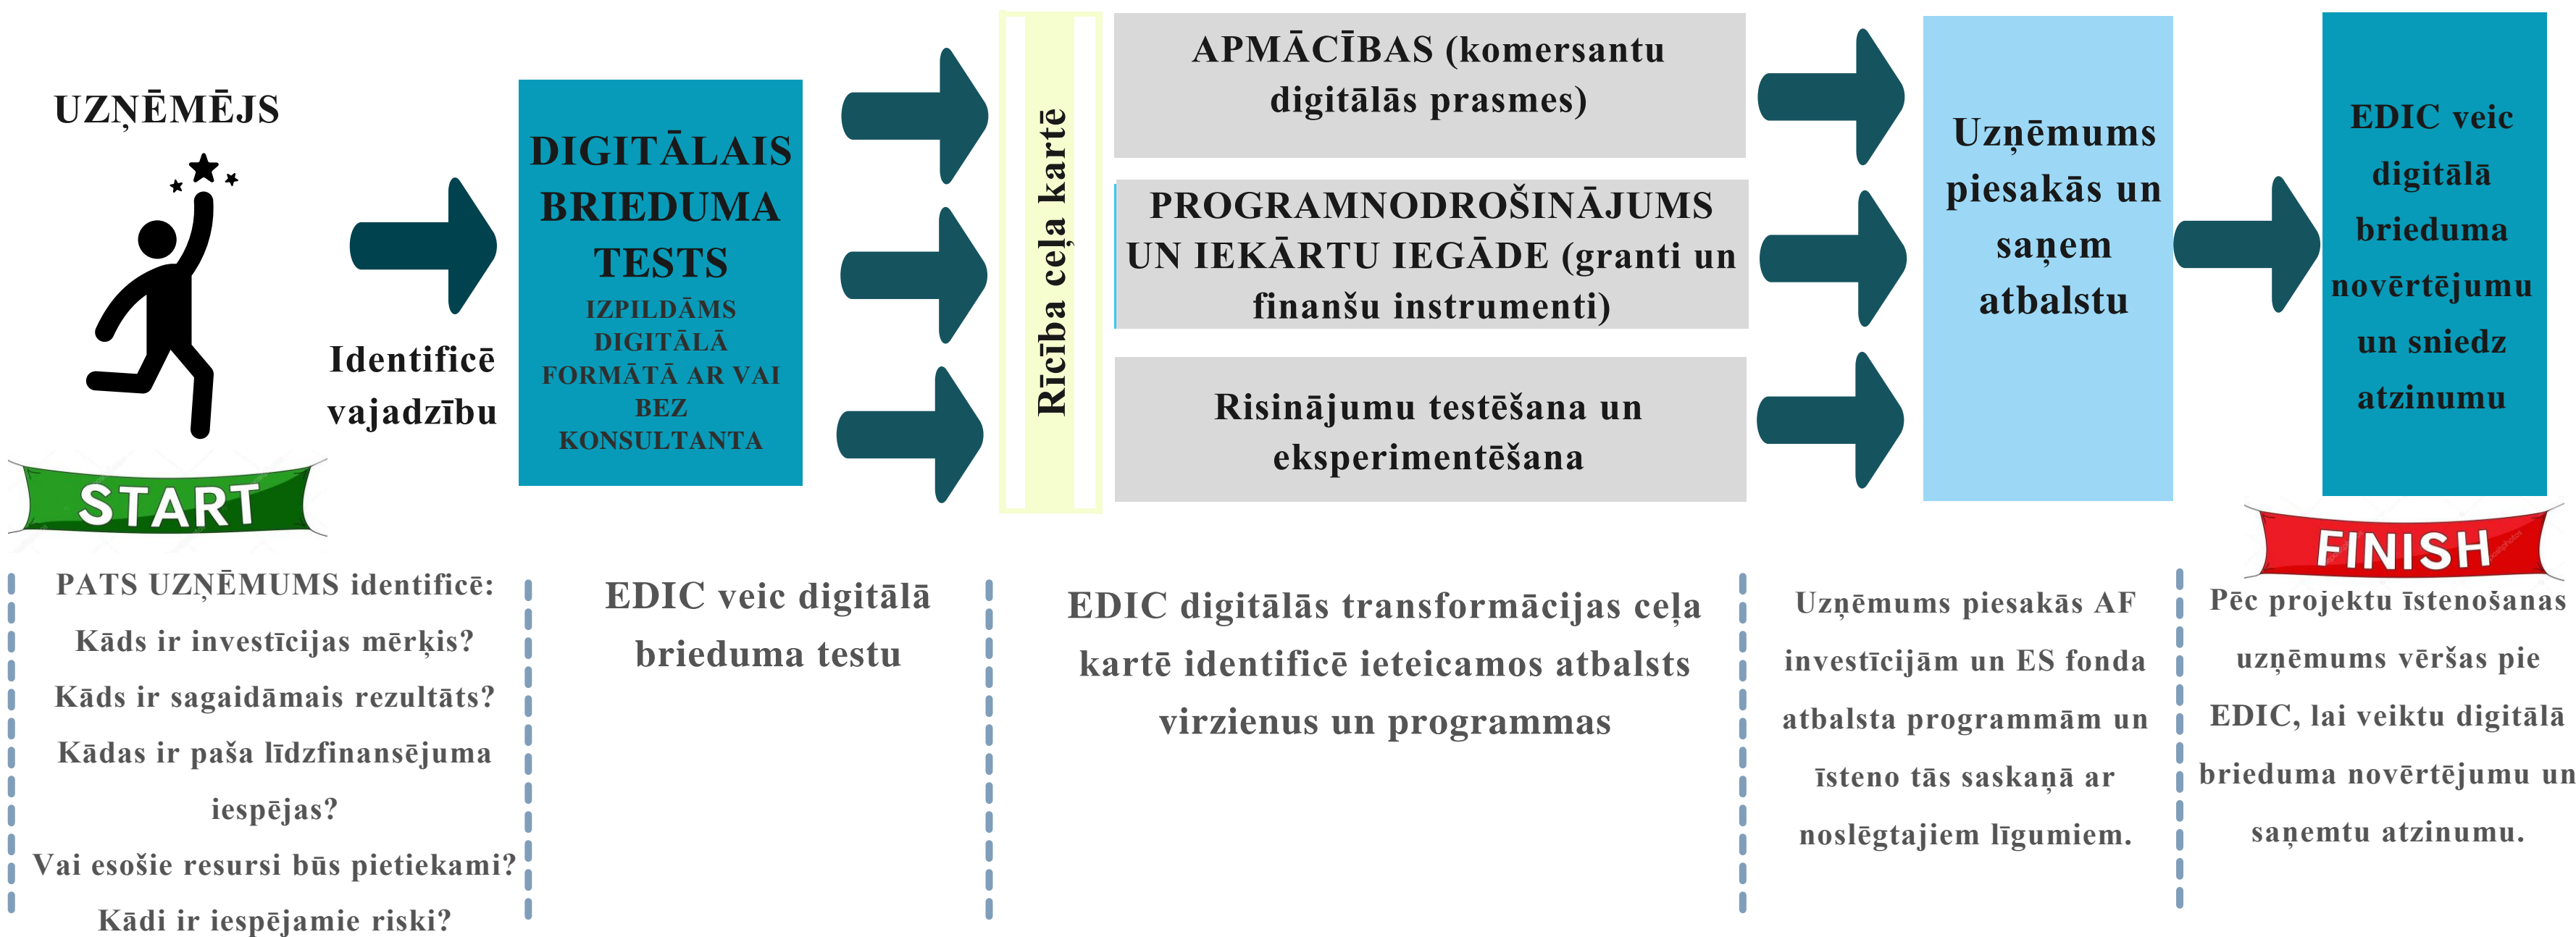 UZŅĒMĒJS
Identificē
vajadzību
START
DIGITĀLAIS
BRIEDUMA
TESTS
IZPILDĀMS
DIGITĀLĀ
FORMĀTĀ AR VAI
BEZ
KONSULTANTA
Rīcība ceļa kartē
APMĀCĪBAS (komersantu
digitālās prasmes)
PROGRAMNODROŠINĀJUMS
UN IEKĀRTU IEGĀDE (granti un
finanšu instrumenti)
Risinājumu testēšana un
eksperimentēšana
Uzņēmums
piesakās un
saņem
atbalstu
EDIC veic
digitālā
brieduma
novērtējumu
un sniedz
atzinumu
FINISH
PATS UZŅĒMUMS identificē:
Kāds ir investīcijas mērķis?
Kāds ir sagaidāmais rezultāts?
Kādas ir paša līdzfinansējuma
iespējas?
Vai esošie resursi būs pietiekami?
Kādi ir iespējamie riski?
EDIC veic digitālā
brieduma testu
EDIC digitālās transformācijas ceļa
kartē identificē ieteicamos atbalsts
virzienus un programmas
Uzņēmums piesakās AF
investīcijām un ES fonda
atbalsta programmām un
īsteno tās saskaņā ar
noslēgtajiem līgumiem.
Pēc projektu īstenošanas
uzņēmums vēršas pie
EDIC, lai veiktu digitālā
brieduma novērtējumu un
saņemtu atzinumu.